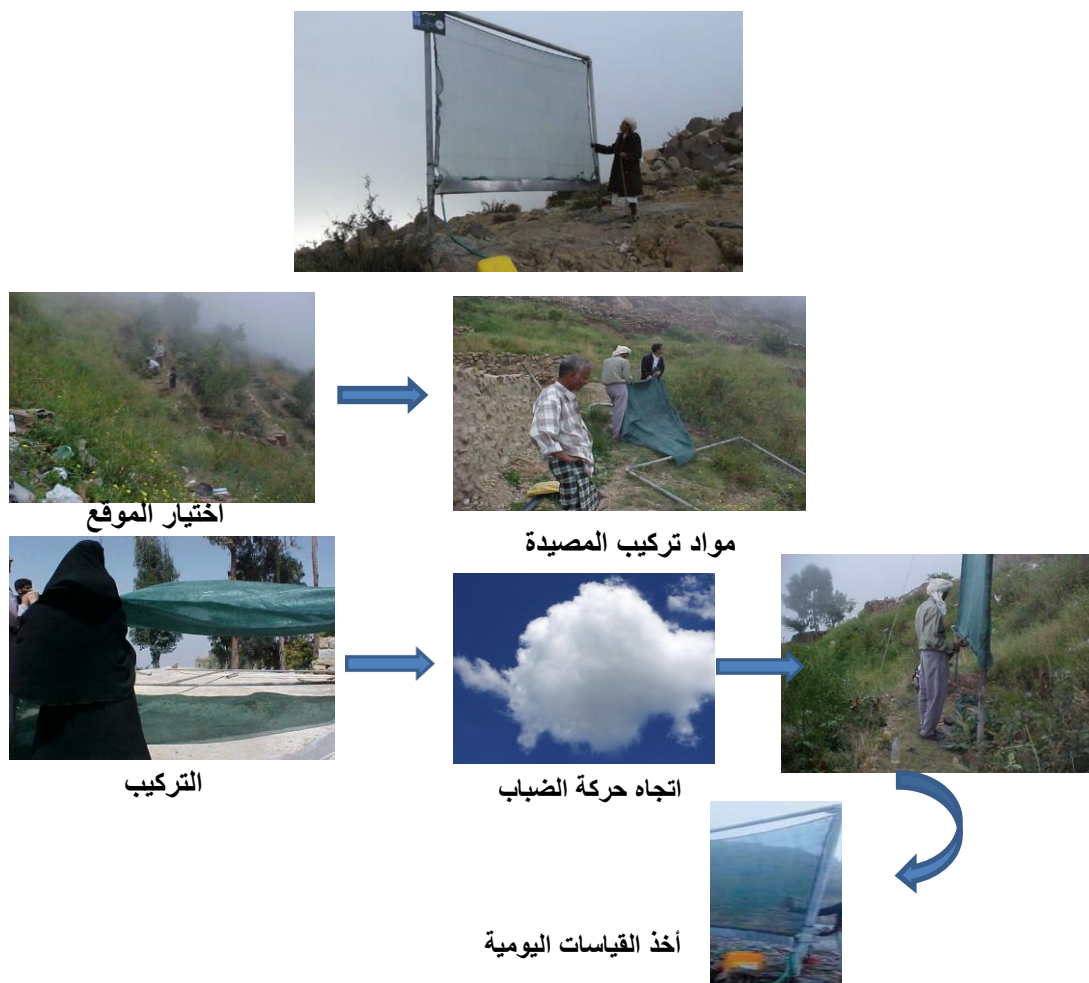 اختيار الموقع
مواد تركيب المصيدة
التركيب
اتجاه حركة الضباب
أخذ القياسات اليومية